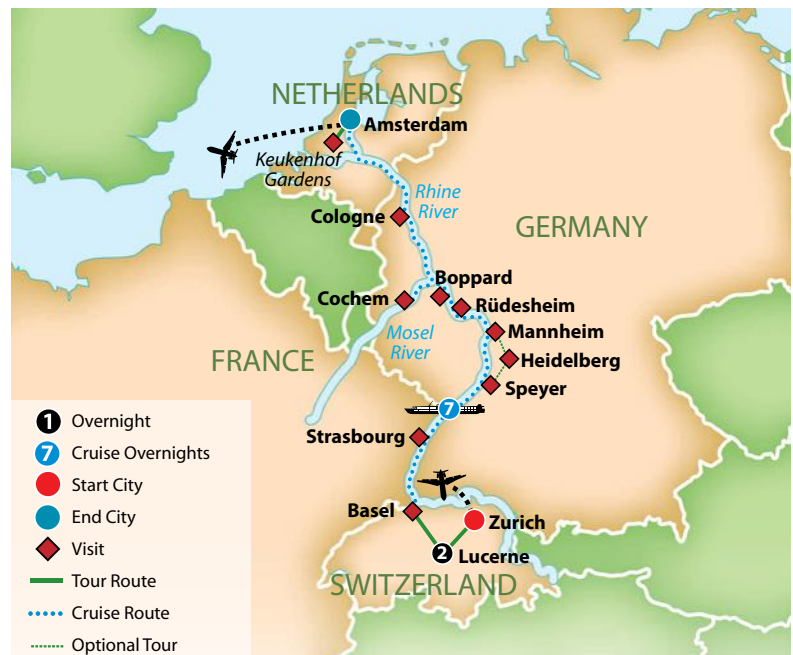 NETHERLANDS
Amsterdam
Keukenhof
Gardens
Rhine
River
Cologne
GERMANY
Boppard
Cochem
Rüdesheim
Mosel
River
Mannheim
FRANCE
Heidelberg
Speyer
7
Strasbourg
Basel
Zurich
2
Lucerne
SWITZERLAND
1 Overnight
7 Cruise Overnights
Start City
End City
Visit
Tour Route
Cruise Route
Optional Tour